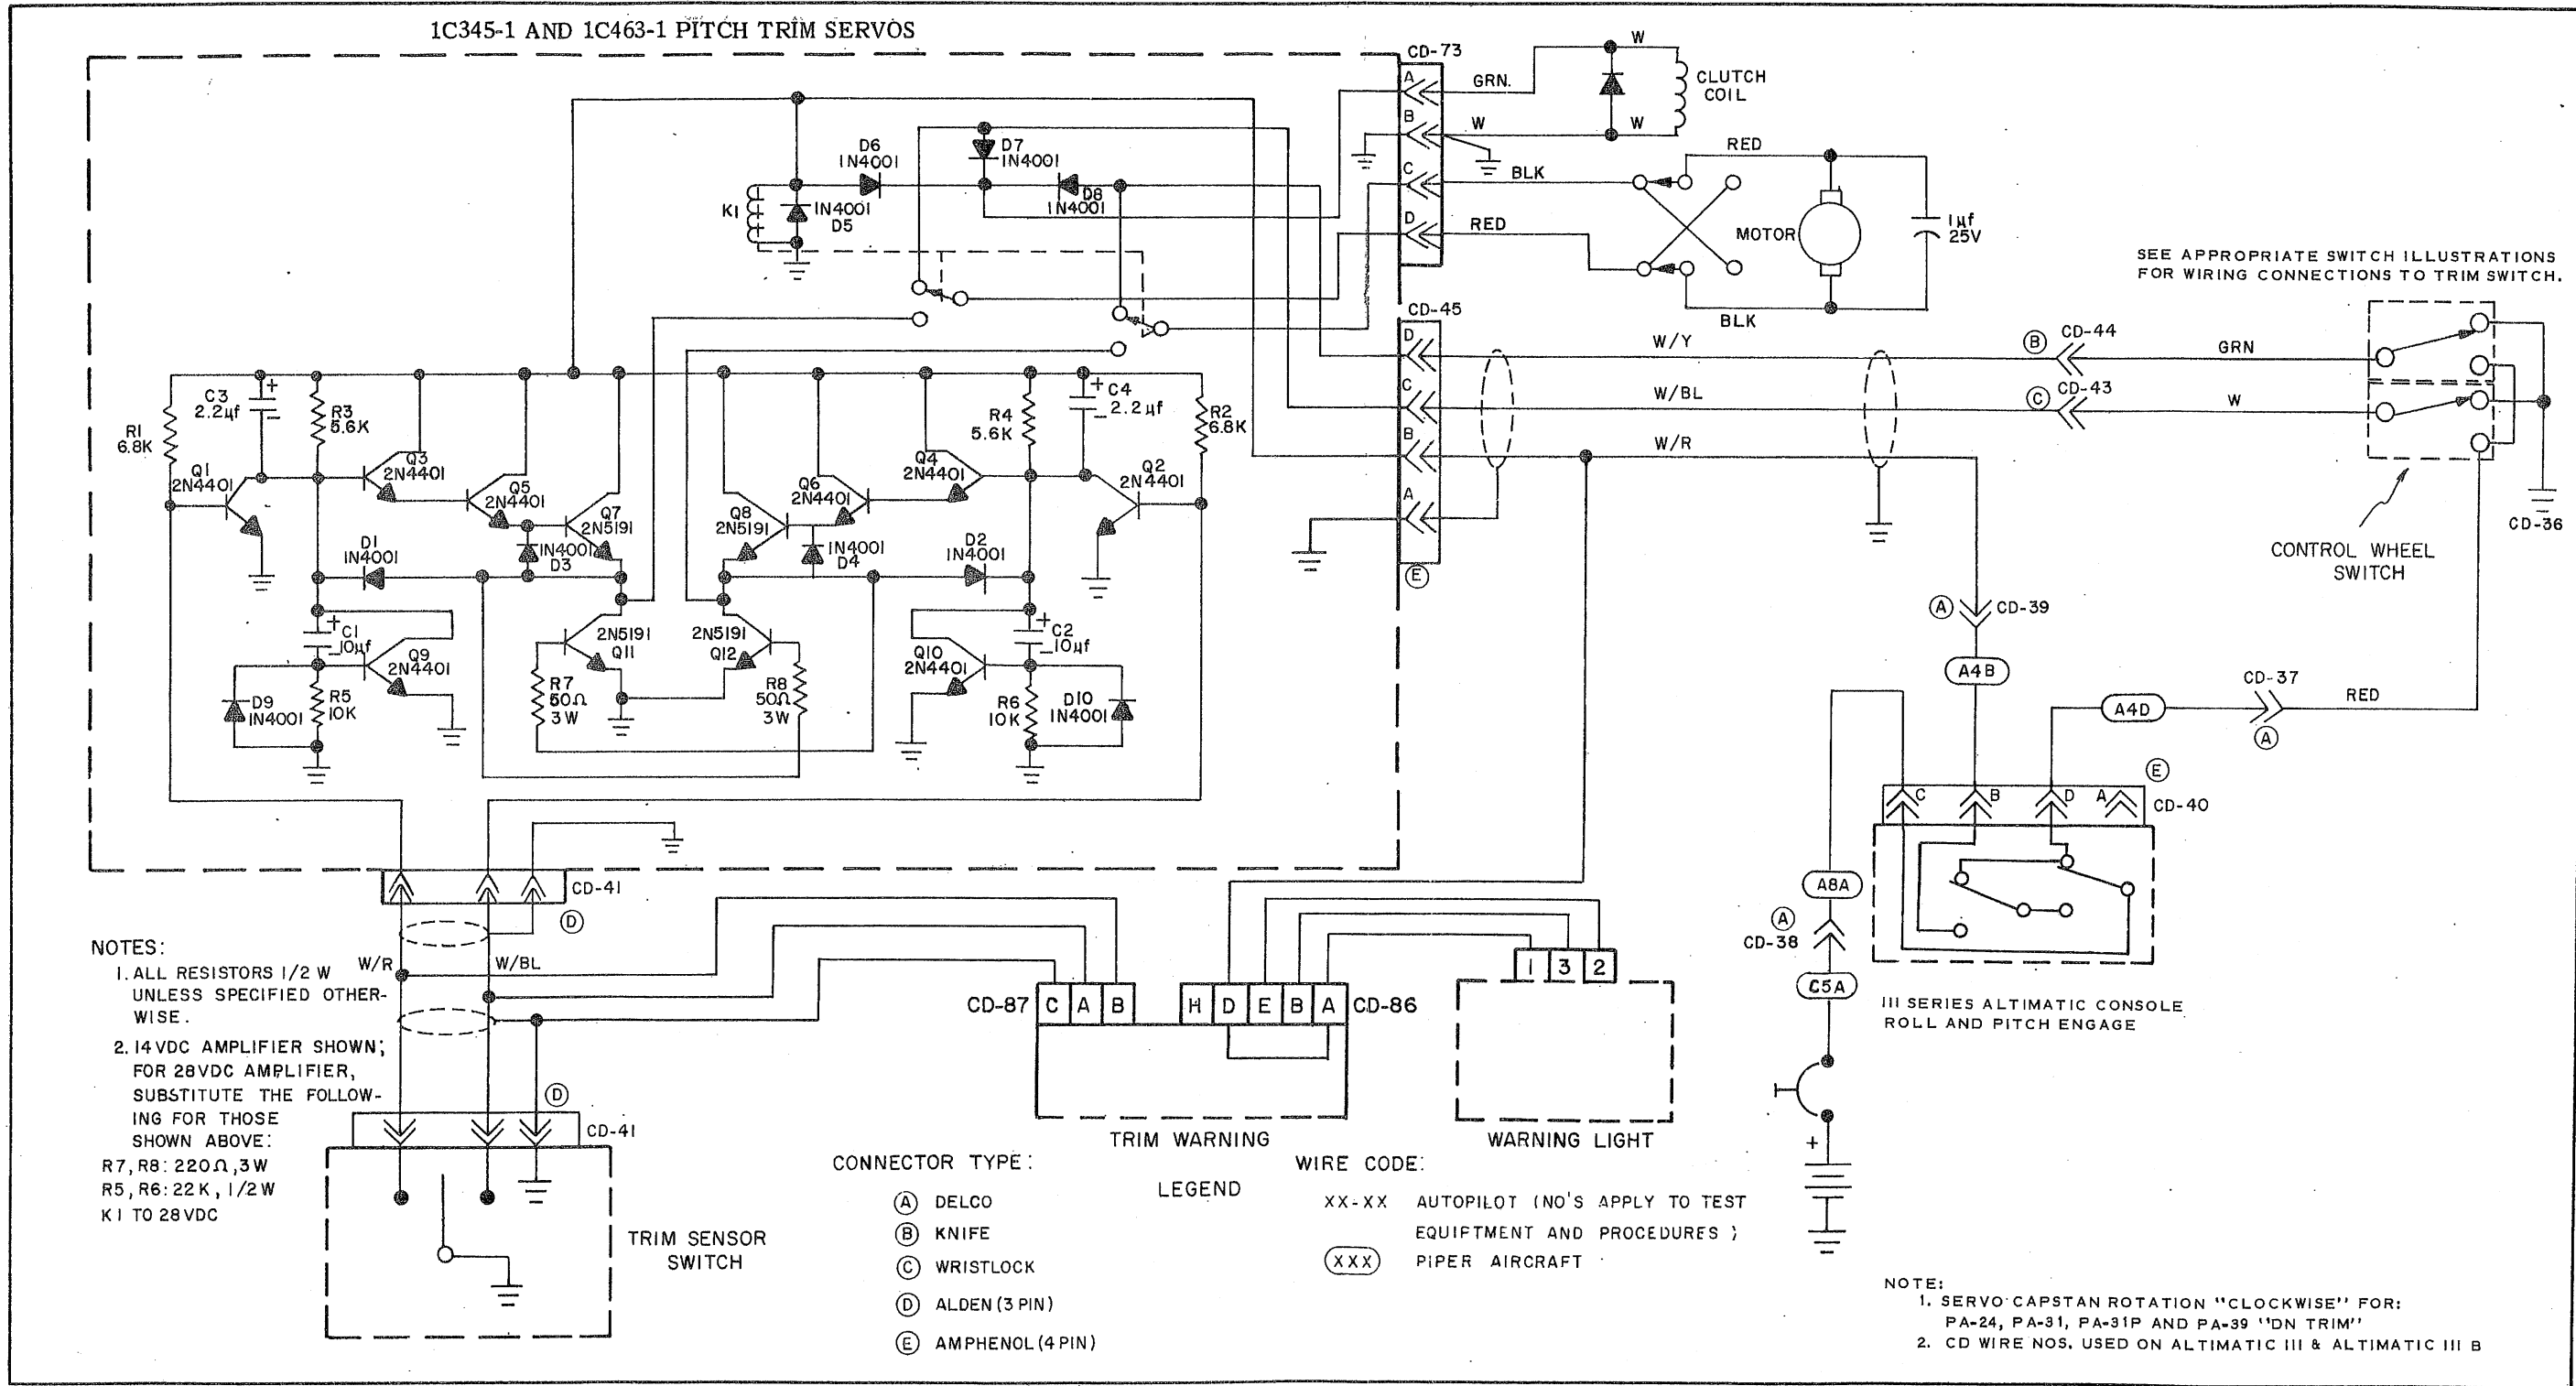 1C345-1 AND 1C463-1 PITCH TRIM SERVOS
CD-73
A
GRN.
W
CLUTCH
COIL
B
W
W
C
BLK
RED
D
RED
MOTOR
1µf
25V
BLK
K1
D6
1N4001
D7
1N4001
D8
1N4001
1N4001
D5
SEE APPROPRIATE SWITCH ILLUSTRATIONS
FOR WIRING CONNECTIONS TO TRIM SWITCH.
CD-45
D
W/Y
B
CD-44
GRN
C
W/BL
C
CD-43
W
B
W/R
A
E
CD-36
CONTROL WHEEL
SWITCH
R1
6.8K
C3
2.2µf
+
-
R3
5.6K
Q1
2N4401
Q3
2N4401
Q5
2N4401
Q7
2N5191
D1
1N4001
1N4001
D3
Q8
2N5191
Q6
2N4401
Q4
2N4401
R4
5.6K
+
-
C4
2.2µf
R2
6.8K
Q2
2N4401
1N4001
D4
D2
1N4001
+
-
C1
10µf
Q9
2N4401
D9
1N4001
R5
10K
2N5191
Q11
2N5191
Q12
R7
50Ω
3W
R8
50Ω
3W
Q10
2N4401
+
-
C2
10µf
R6
10K
D10
1N4001
A
CD-39
A4B
A4D
CD-37
A
RED
E
C
B
D
A
CD-40
A8A
A
CD-38
C5A
+
III SERIES ALTIMATIC CONSOLE
ROLL AND PITCH ENGAGE
CD-41
D
W/R
W/BL
D
CD-41
TRIM SENSOR
SWITCH
CD-87
C A B
H D E B A
CD-86
TRIM WARNING
1 3 2
WARNING LIGHT
NOTES:
1. ALL RESISTORS 1/2 W
UNLESS SPECIFIED OTHER-
WISE.
2. 14VDC AMPLIFIER SHOWN;
FOR 28VDC AMPLIFIER,
SUBSTITUTE THE FOLLOW-
ING FOR THOSE
SHOWN ABOVE:
R7, R8: 220Ω, 3W
R5, R6: 22K, 1/2W
K1 TO 28VDC
LEGEND
CONNECTOR TYPE:
A DELCO
B KNIFE
C WRISTLOCK
D ALDEN (3 PIN)
E AMPHENOL (4 PIN)
WIRE CODE:
XX-XX AUTOPILOT (NO'S APPLY TO TEST
EQUIFTMENT AND PROCEDURES )
XXX PIPER AIRCRAFT
NOTE:
1. SERVO CAPSTAN ROTATION "CLOCKWISE" FOR:
PA-24, PA-31, PA-31P AND PA-39 "DN TRIM"
2. CD WIRE NOS. USED ON ALTIMATIC III & ALTIMATIC III B